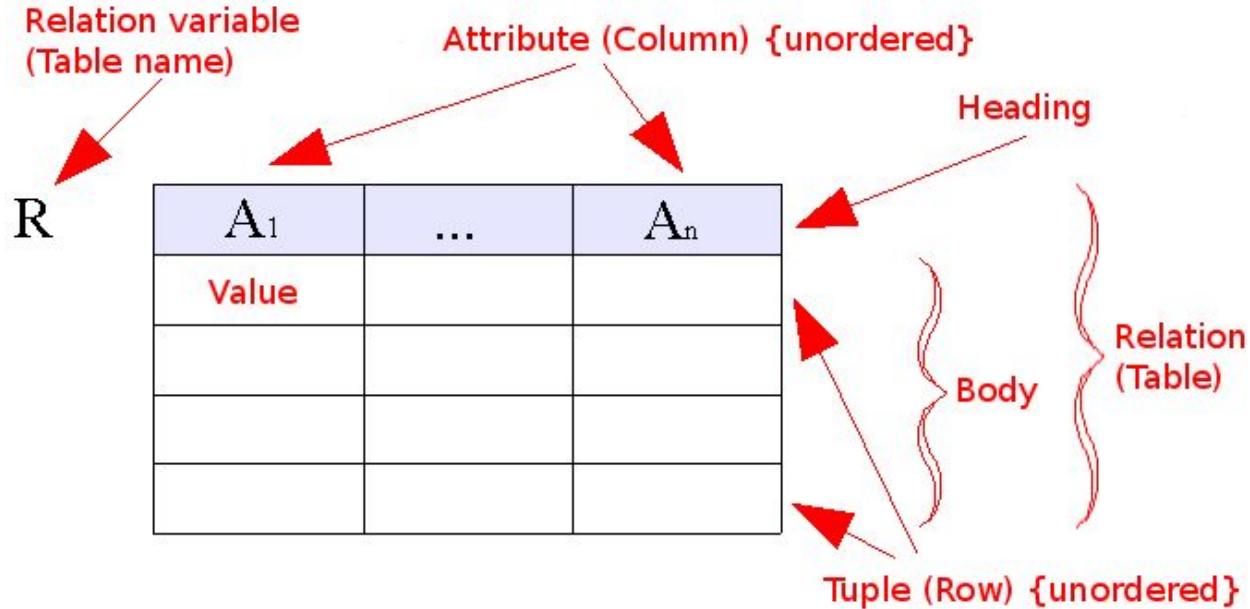 Relation variable
(Table name)
Attribute (Column) {unordered}
Heading
R
A1 ... An
Value
Body
Relation
(Table)
Tuple (Row) {unordered}